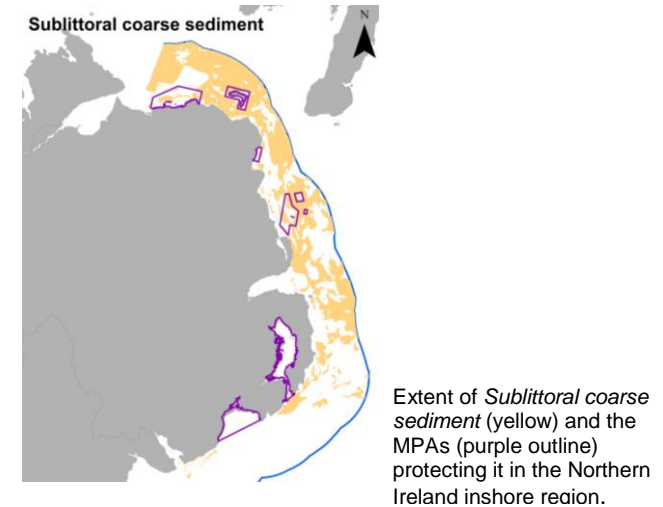 Sublittoral coarse sediment
N
Extent of Sublittoral coarse
sediment (yellow) and the
MPAs (purple outline)
protecting it in the Northern
Ireland inshore region.